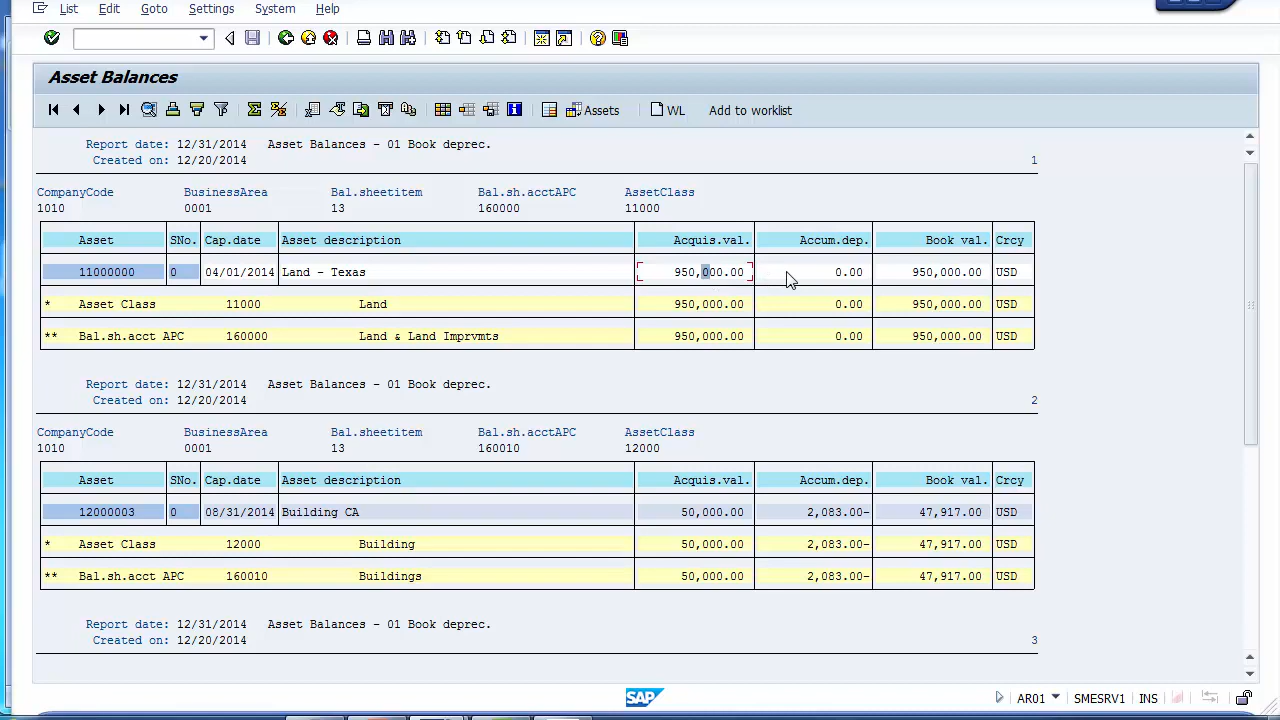 List Edit Goto Settings System Help
Asset Balances
Assets WL Add to worklist
Report date: 12/31/2014 Asset Balances - 01 Book deprec.
Created on: 12/20/2014 1
CompanyCode BusinessArea Bal.sheetitem Bal.sh.acctAPC AssetClass
1010 0001 13 160000 11000
Asset SNo. Cap.date Asset description Acquis.val. Accum.dep. Book val. Crcy
11000000 0 04/01/2014 Land - Texas 950,000.00 0.00 950,000.00 USD
* Asset Class 11000 Land 950,000.00 0.00 950,000.00 USD
** Bal.sh.acct APC 160000 Land & Land Imprvmts 950,000.00 0.00 950,000.00 USD
Report date: 12/31/2014 Asset Balances - 01 Book deprec.
Created on: 12/20/2014 2
CompanyCode BusinessArea Bal.sheetitem Bal.sh.acctAPC AssetClass
1010 0001 13 160010 12000
Asset SNo. Cap.date Asset description Acquis.val. Accum.dep. Book val. Crcy
12000003 0 08/31/2014 Building CA 50,000.00 2,083.00- 47,917.00 USD
* Asset Class 12000 Building 50,000.00 2,083.00- 47,917.00 USD
** Bal.sh.acct APC 160010 Buildings 50,000.00 2,083.00- 47,917.00 USD
Report date: 12/31/2014 Asset Balances - 01 Book deprec.
Created on: 12/20/2014 3
SAP AR01 SMESRV1 INS